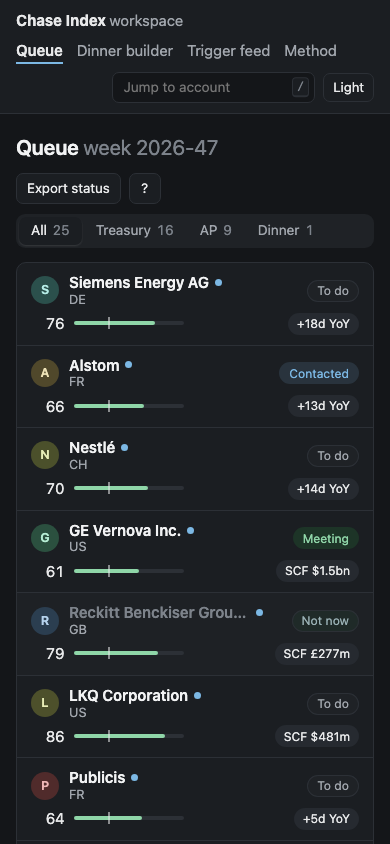 Chase Index workspace
Queue Dinner builder Trigger feed Method
Jump to account / Light
Queue week 2026-47
Export status ?
All 25 Treasury 16 AP 9 Dinner 1
S Siemens Energy AG To do
DE
76 +18d YoY
A Alstom Contacted
FR
66 +13d YoY
N Nestlé To do
CH
70 +14d YoY
G GE Vernova Inc. Meeting
US
61 SCF $1.5bn
R Reckitt Benckiser Grou... Not now
GB
79 SCF £277m
L LKQ Corporation To do
US
86 SCF $481m
P Publicis To do
FR
64 +5d YoY